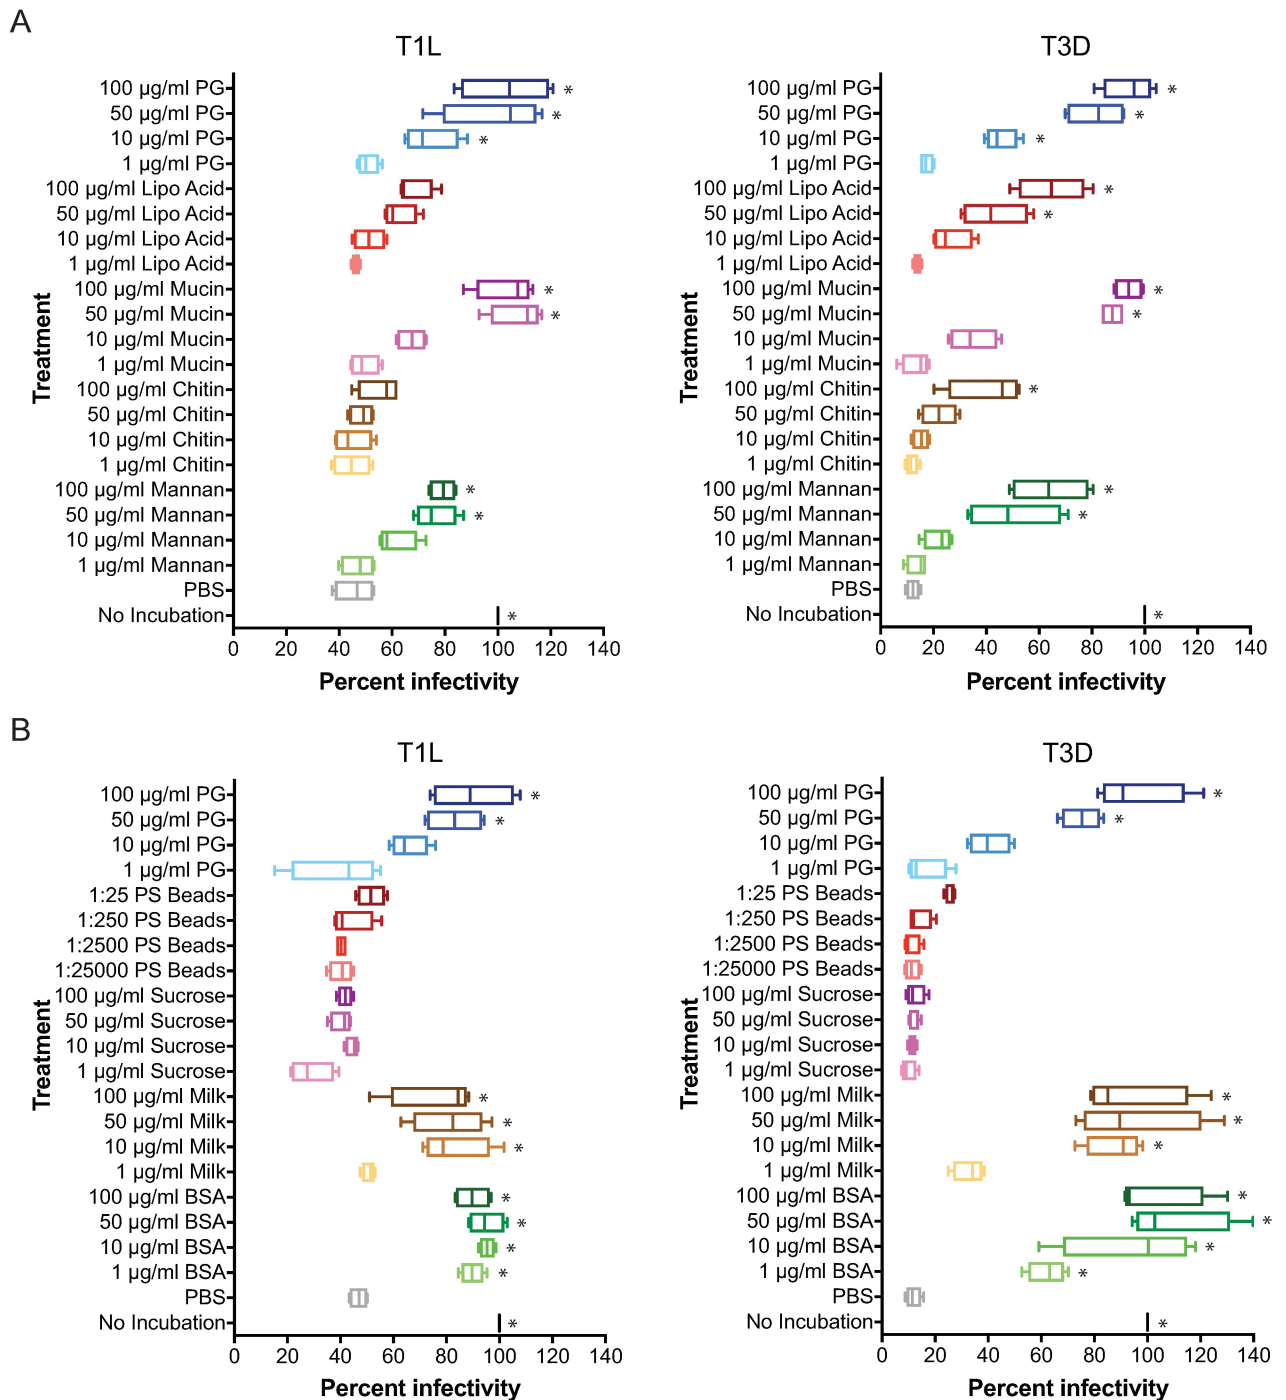 A
T1L
Treatment
100 µg/ml PG
50 µg/ml PG
10 µg/ml PG
1 µg/ml PG
100 µg/ml Lipo Acid
50 µg/ml Lipo Acid
10 µg/ml Lipo Acid
1 µg/ml Lipo Acid
100 µg/ml Mucin
50 µg/ml Mucin
10 µg/ml Mucin
1 µg/ml Mucin
100 µg/ml Chitin
50 µg/ml Chitin
10 µg/ml Chitin
1 µg/ml Chitin
100 µg/ml Mannan
50 µg/ml Mannan
10 µg/ml Mannan
1 µg/ml Mannan
PBS
No Incubation
* * * * * * * *
0 20 40 60 80 100 120 140
Percent infectivity
T3D
Treatment
100 µg/ml PG
50 µg/ml PG
10 µg/ml PG
1 µg/ml PG
100 µg/ml Lipo Acid
50 µg/ml Lipo Acid
10 µg/ml Lipo Acid
1 µg/ml Lipo Acid
100 µg/ml Mucin
50 µg/ml Mucin
10 µg/ml Mucin
1 µg/ml Mucin
100 µg/ml Chitin
50 µg/ml Chitin
10 µg/ml Chitin
1 µg/ml Chitin
100 µg/ml Mannan
50 µg/ml Mannan
10 µg/ml Mannan
1 µg/ml Mannan
PBS
No Incubation
* * * * * * * * * * *
0 20 40 60 80 100 120 140
Percent infectivity
B
T1L
Treatment
100 µg/ml PG
50 µg/ml PG
10 µg/ml PG
1 µg/ml PG
1:25 PS Beads
1:250 PS Beads
1:2500 PS Beads
1:25000 PS Beads
100 µg/ml Sucrose
50 µg/ml Sucrose
10 µg/ml Sucrose
1 µg/ml Sucrose
100 µg/ml Milk
50 µg/ml Milk
10 µg/ml Milk
1 µg/ml Milk
100 µg/ml BSA
50 µg/ml BSA
10 µg/ml BSA
1 µg/ml BSA
PBS
No Incubation
* * * * * * * * * *
0 20 40 60 80 100 120 140
Percent infectivity
T3D
Treatment
100 µg/ml PG
50 µg/ml PG
10 µg/ml PG
1 µg/ml PG
1:25 PS Beads
1:250 PS Beads
1:2500 PS Beads
1:25000 PS Beads
100 µg/ml Sucrose
50 µg/ml Sucrose
10 µg/ml Sucrose
1 µg/ml Sucrose
100 µg/ml Milk
50 µg/ml Milk
10 µg/ml Milk
1 µg/ml Milk
100 µg/ml BSA
50 µg/ml BSA
10 µg/ml BSA
1 µg/ml BSA
PBS
No Incubation
* * * * * * * * * *
0 20 40 60 80 100 120 140
Percent infectivity